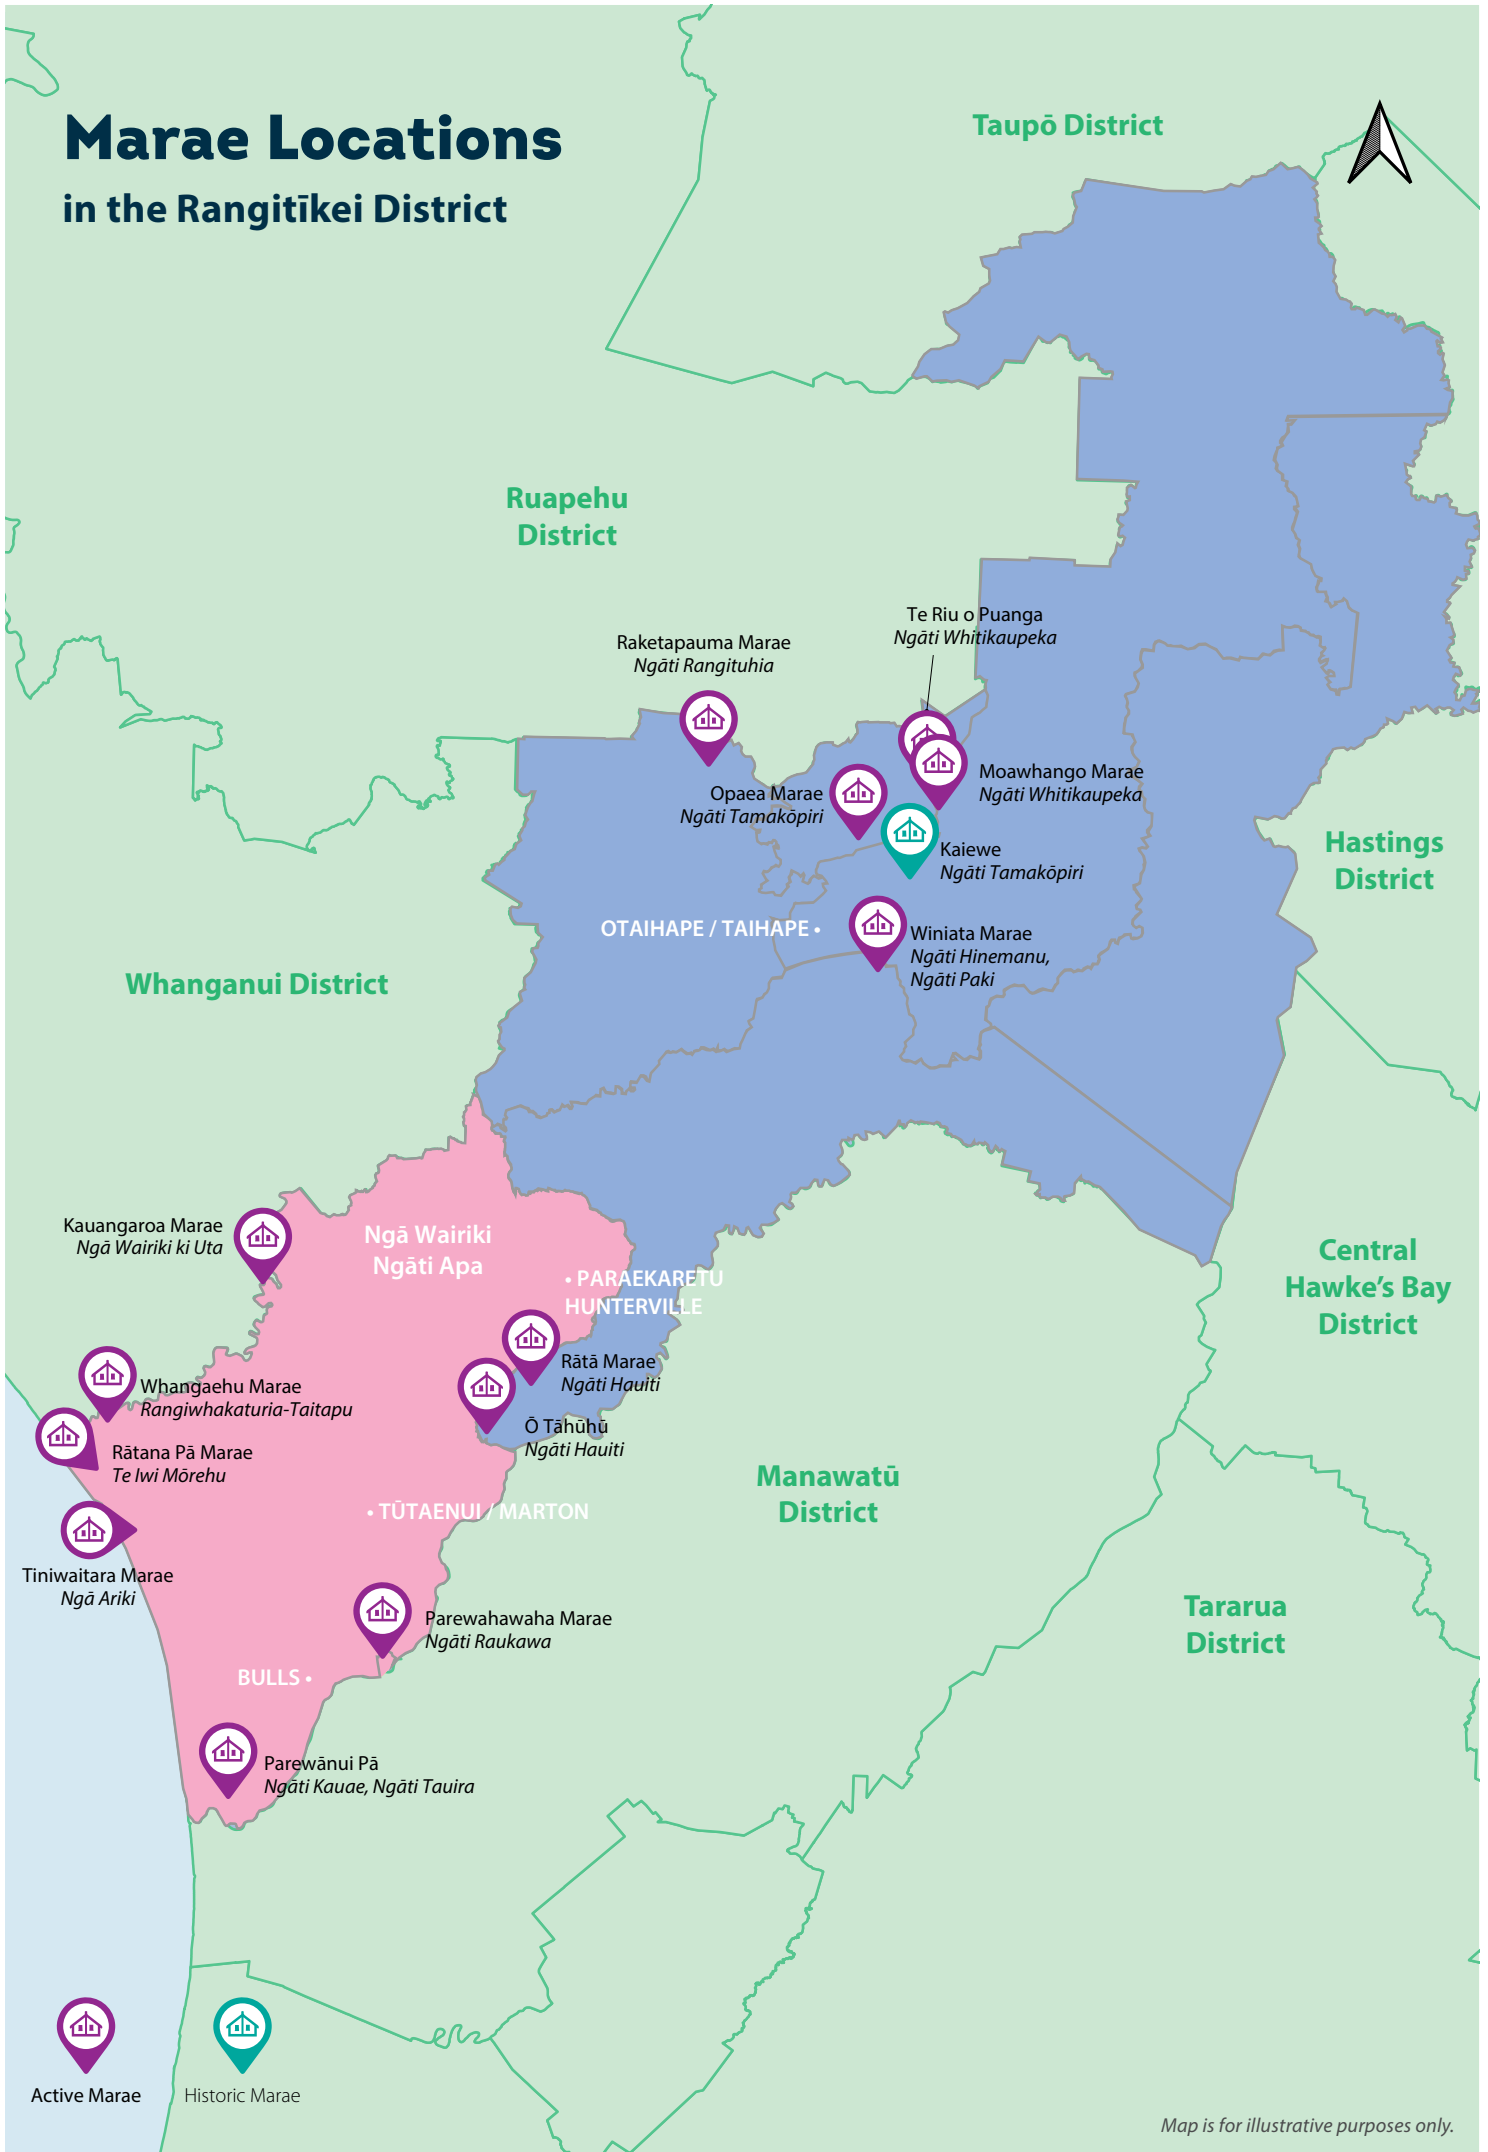 Marae Locations
in the Rangitīkei District
Taupō District
Ruapehu
District
Te Riu o Puanga
Ngāti Whitikaupeka
Raketapauma Marae
Ngāti Rangituhia
Moawhango Marae
Ngāti Whitikaupeka
Opaea Marae
Ngāti Tamakōpiri
Kaiewe
Ngāti Tamakōpiri
Hastings
District
OTAIHAPE / TAIHAPE •
Winiata Marae
Ngāti Hinemanu,
Ngāti Paki
Whanganui District
Kauangaroa Marae
Ngā Wairiki ki Uta
Ngā Wairiki
Ngāti Apa
• PARAEKARETU
HUNTERVILLE
Central
Hawke's Bay
District
Rātā Marae
Ngāti Hauiti
Whangaehu Marae
Rangiwhakaturia-Taitapu
Ō Tāhūhū
Ngāti Hauiti
Rātana Pā Marae
Te Iwi Mōrehu
Manawatū
District
• TŪTAENUI / MARTON
Tiniwaitara Marae
Ngā Ariki
Parewahawaha Marae
Ngāti Raukawa
Tararua
District
BULLS •
Parewānui Pā
Ngāti Kauae, Ngāti Tauira
Active Marae
Historic Marae
Map is for illustrative purposes only.